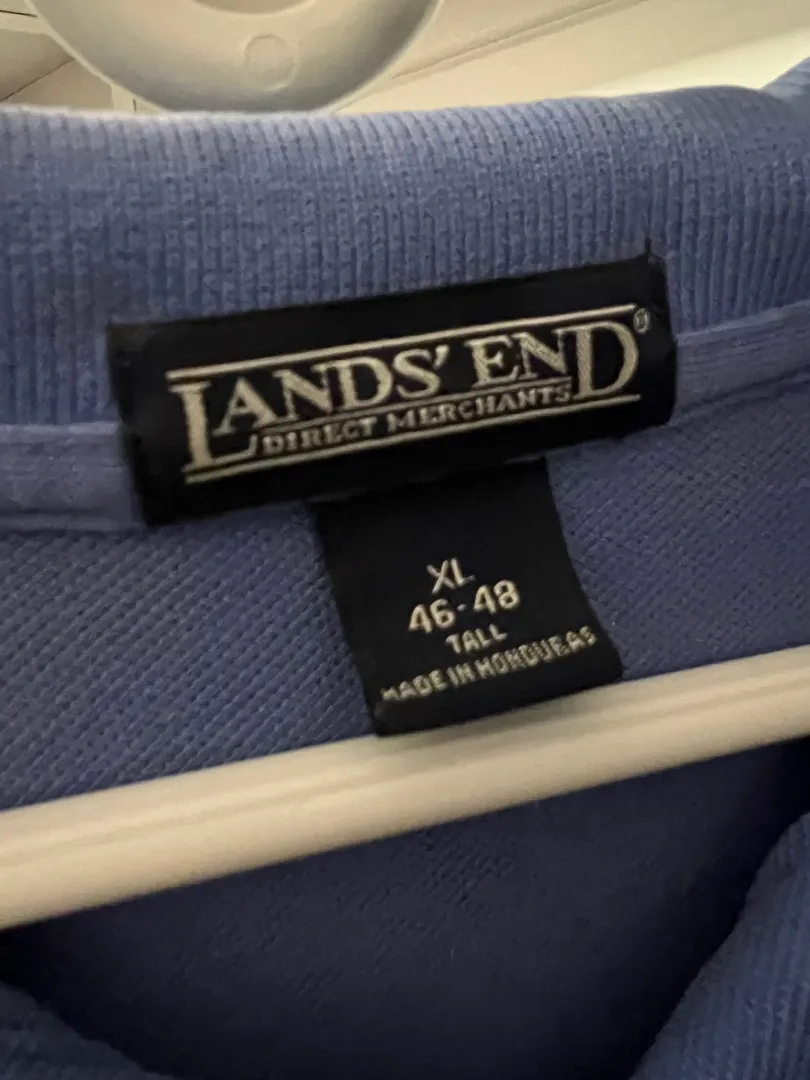 LANDS' END®
DIRECT MERCHANTS
XL
46-48
TALL
MADE IN HONDURAS